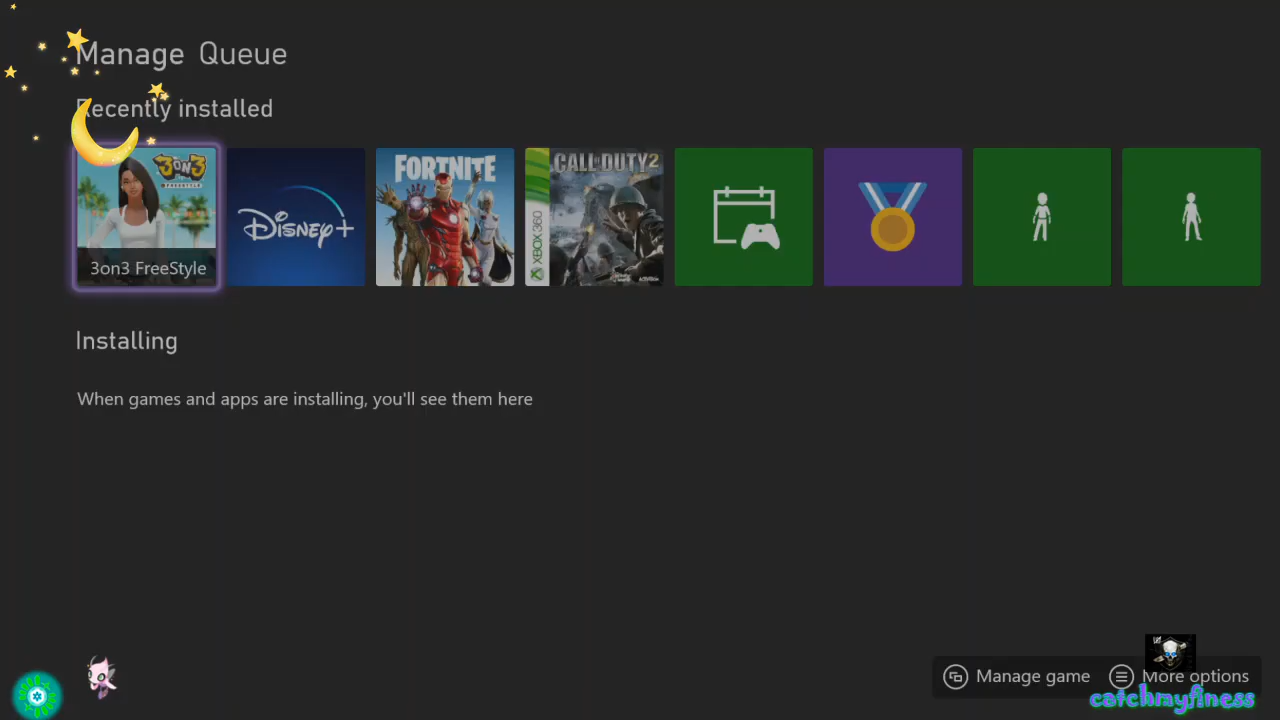 Manage Queue
Recently installed
3ON3
FREESTYLE
3on3 FreeStyle
Disney+
FORTNITE
XBOX 360
CALL OF DUTY 2
Installing
When games and apps are installing, you'll see them here
Manage game
More options
catchmyfiness